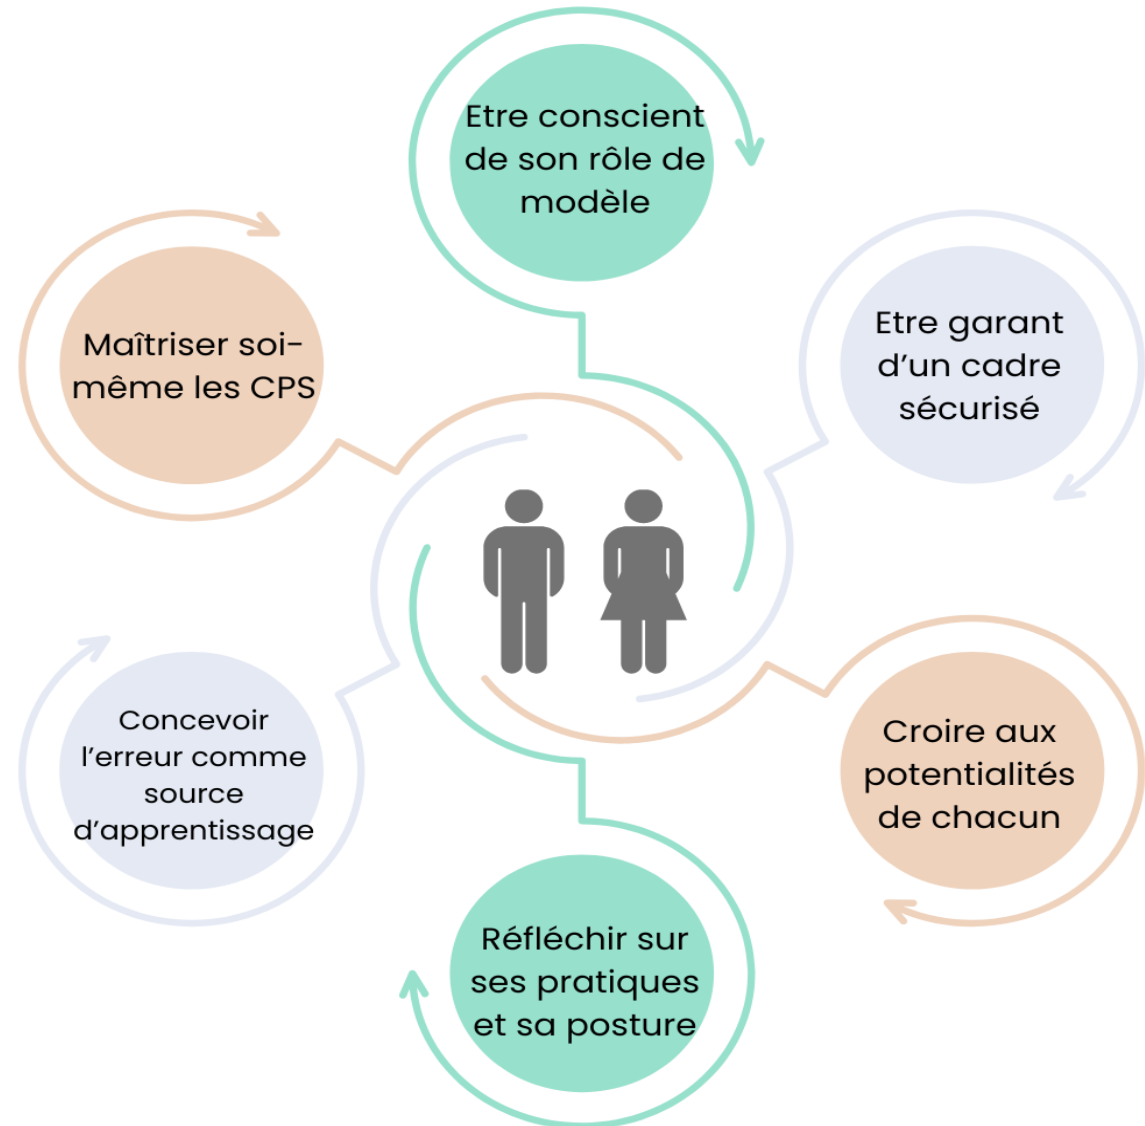 Etre conscient
de son rôle de
modèle
Etre garant
d’un cadre
sécurisé
Croire aux
potentialités
de chacun
Réfléchir sur
ses pratiques
et sa posture
Concevoir
l’erreur comme
source
d’apprentissage
Maîtriser soi-
même les CPS